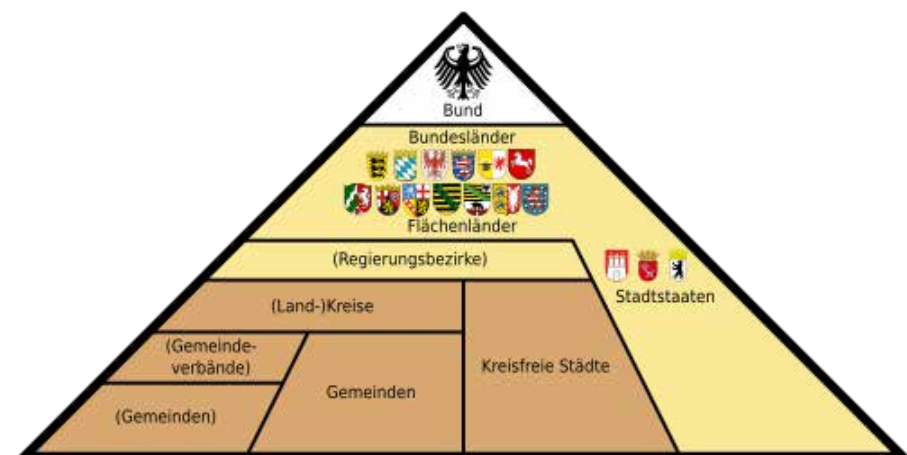 Bund
Bundesländer
Flächenländer
(Regierungsbezirke)
Stadtstaaten
(Land-)Kreise
(Gemeinde-
verbände)
Kreisfreie Städte
Gemeinden
(Gemeinden)